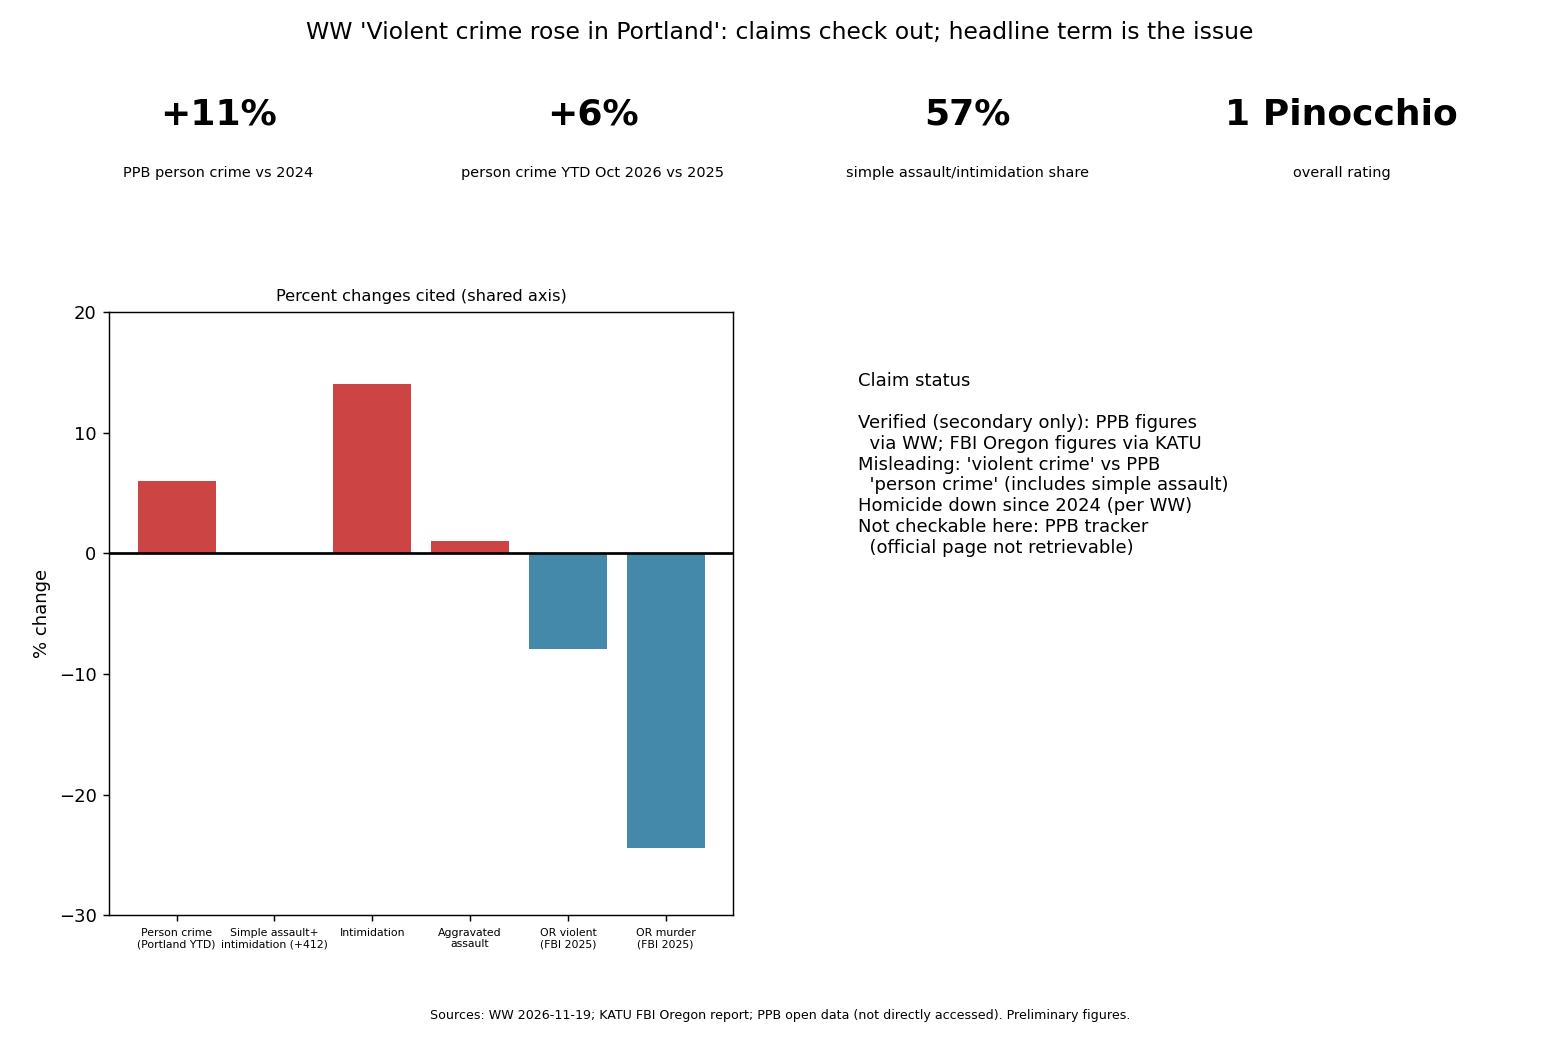 WW 'Violent crime rose in Portland': claims check out; headline term is the issue
+11%
PPB person crime vs 2024
+6%
person crime YTD Oct 2026 vs 2025
57%
simple assault/intimidation share
1 Pinocchio
overall rating
Percent changes cited (shared axis)
20
10
0
−10
−20
−30
% change
Person crime
(Portland YTD)
Simple assault+
intimidation (+412)
Intimidation
Aggravated
assault
OR violent
(FBI 2025)
OR murder
(FBI 2025)
Claim status
Verified (secondary only): PPB figures
via WW; FBI Oregon figures via KATU
Misleading: 'violent crime' vs PPB
'person crime' (includes simple assault)
Homicide down since 2024 (per WW)
Not checkable here: PPB tracker
(official page not retrievable)
Sources: WW 2026-11-19; KATU FBI Oregon report; PPB open data (not directly accessed). Preliminary figures.